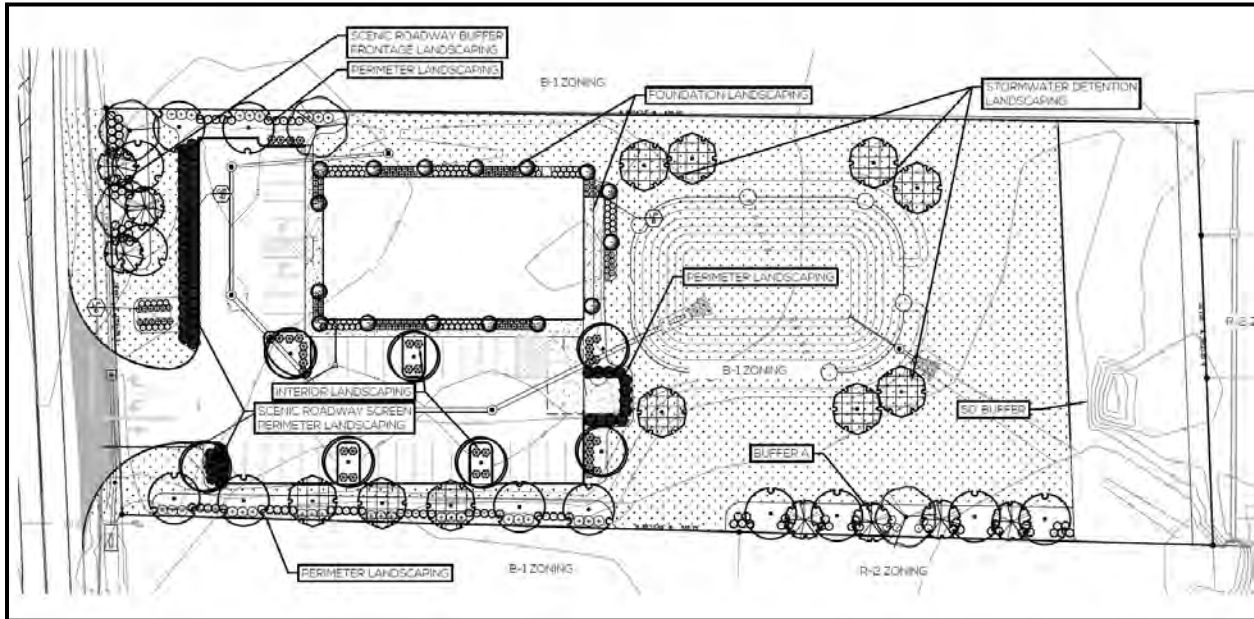 SCENIC ROADWAY BUFFER
FRONTAGE LANDSCAPING
PERIMETER LANDSCAPING
B-1 ZONING
FOUNDATION LANDSCAPING
STORMWATER DETENTION
LANDSCAPING
PERIMETER LANDSCAPING
B-1 ZONING
INTERIOR LANDSCAPING
SCENIC ROADWAY SCREEN
PERIMETER LANDSCAPING
50' BUFFER
BUFFER A
PERIMETER LANDSCAPING
B-1 ZONING
R-2 ZONING